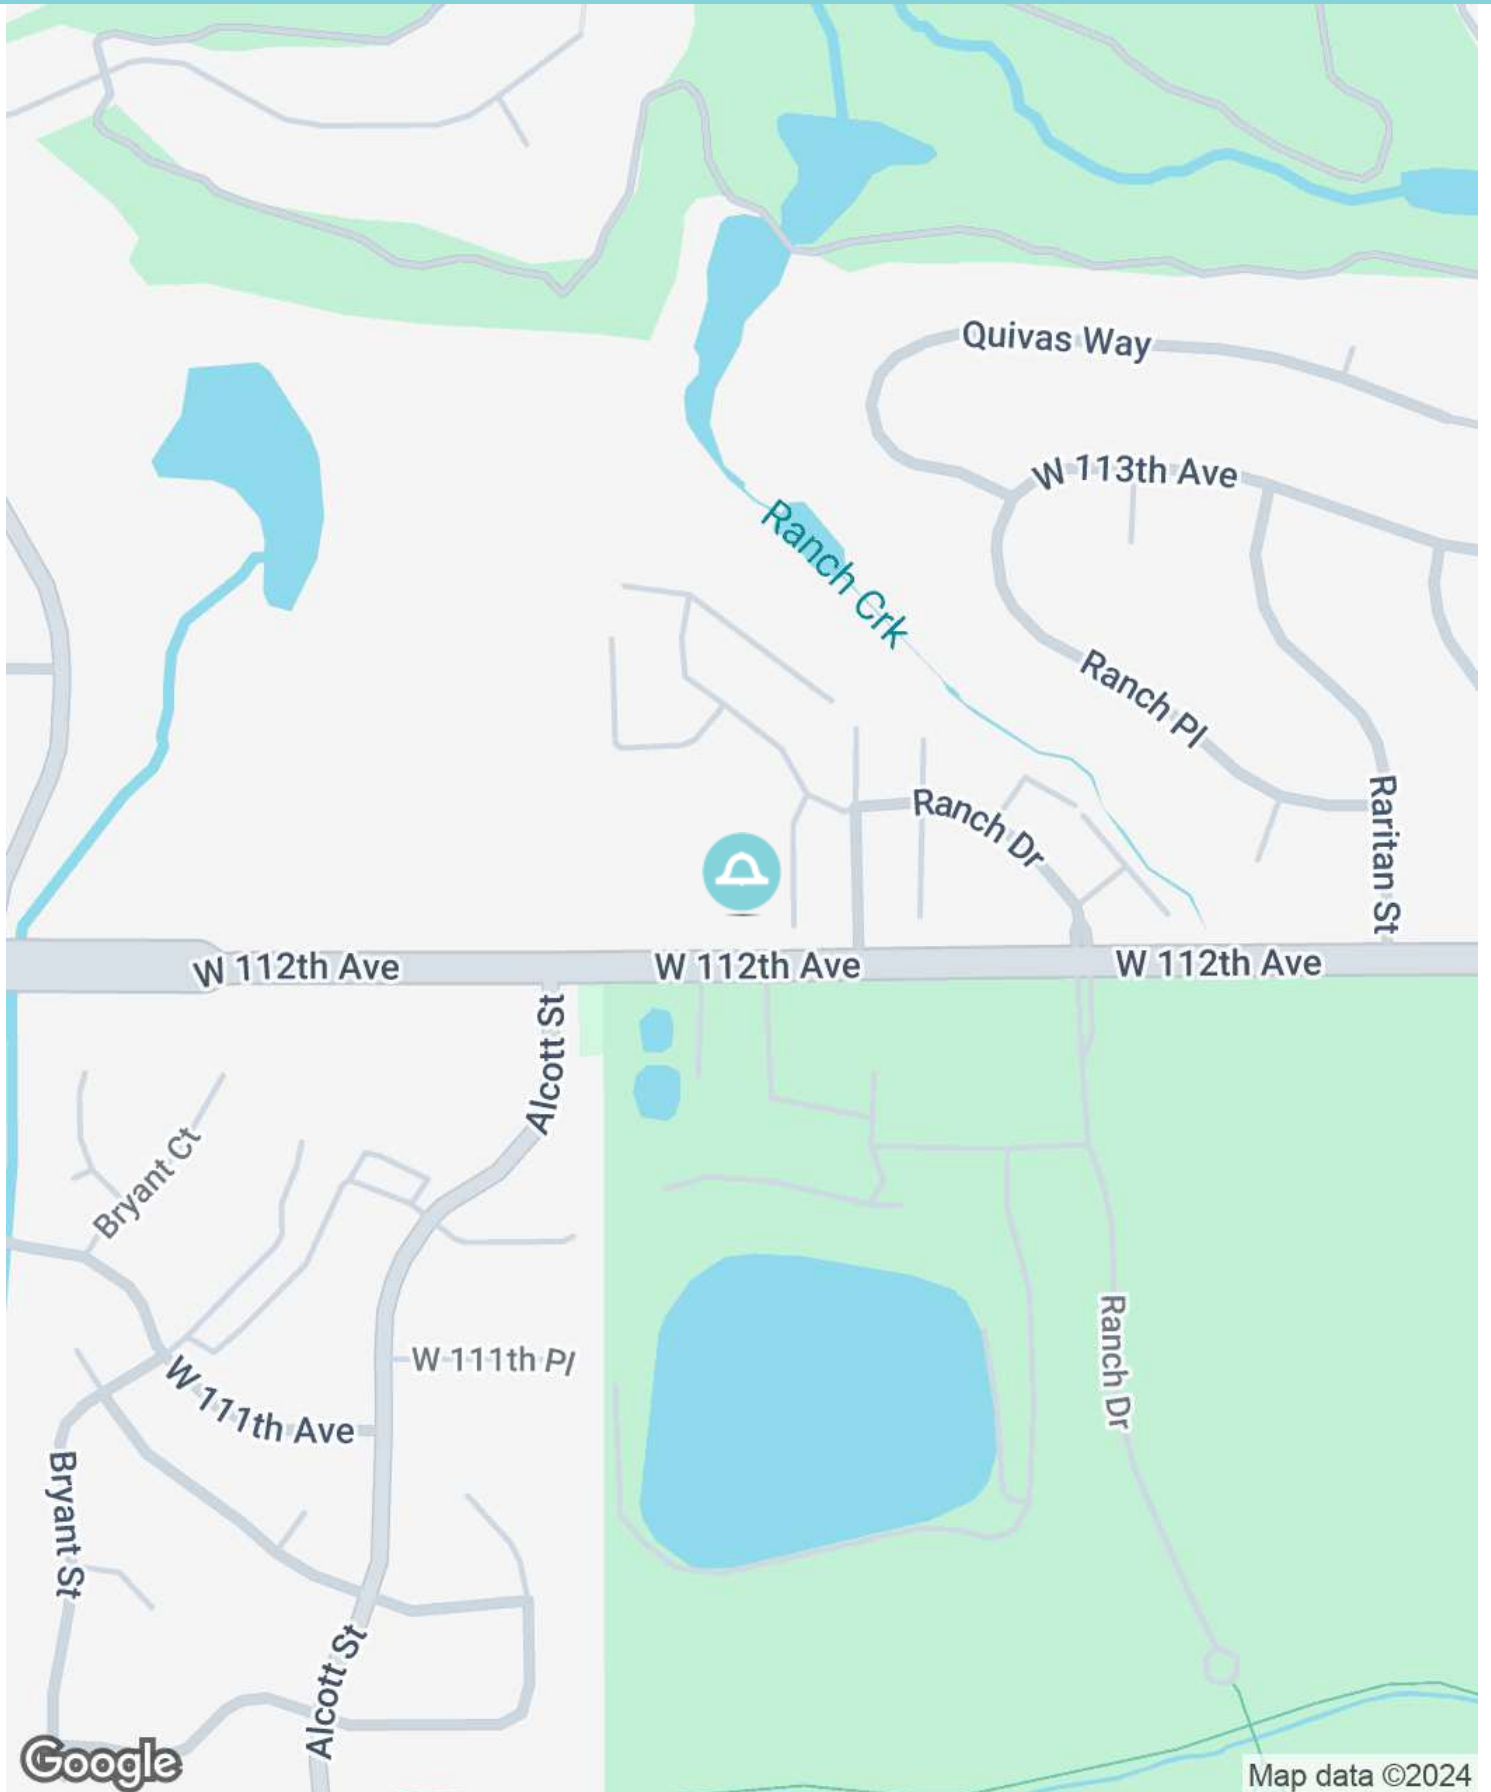 Quivas Way
W 113th Ave
Ranch Crk
Ranch Pl
Ranch Dr
Raritan St
W 112th Ave
W 112th Ave
W 112th Ave
Alcott St
Bryant Ct
Ranch Dr
W 111th Pl
W 111th Ave
Bryant St
Alcott St
Google
Map data ©2024